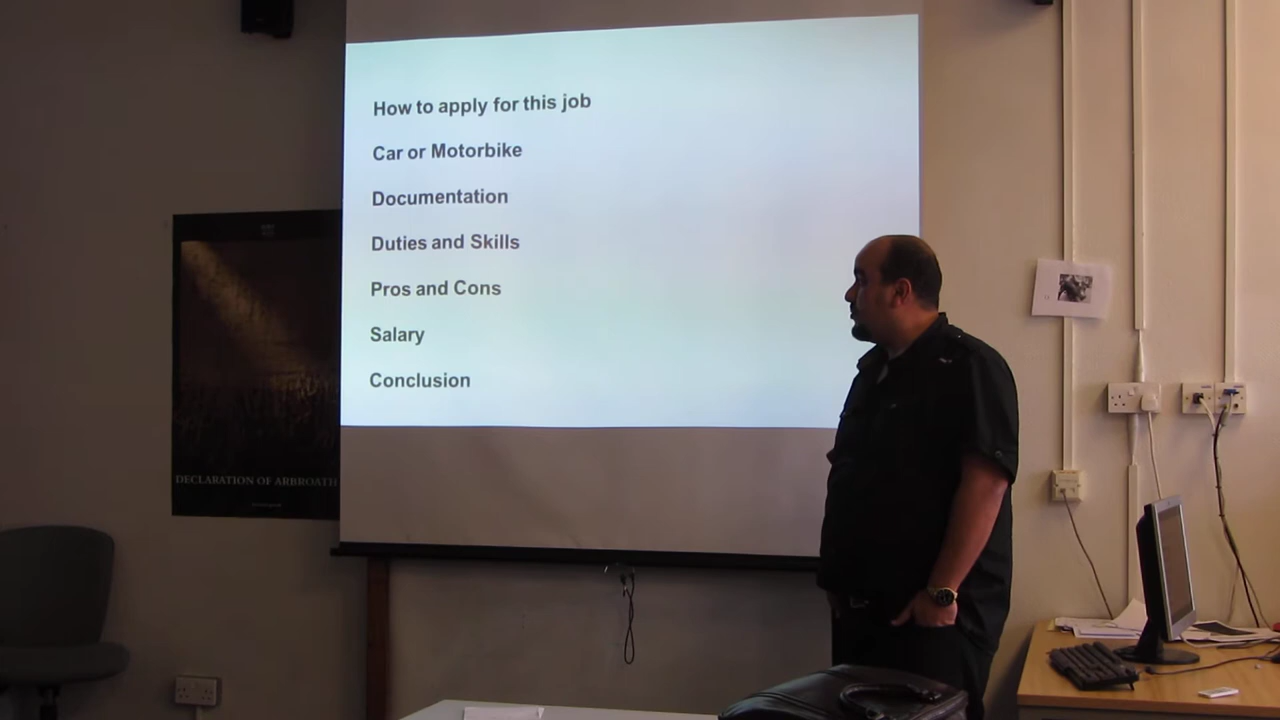 How to apply for this job
Car or Motorbike
Documentation
Duties and Skills
Pros and Cons
Salary
Conclusion
DECLARATION OF ARBROATH